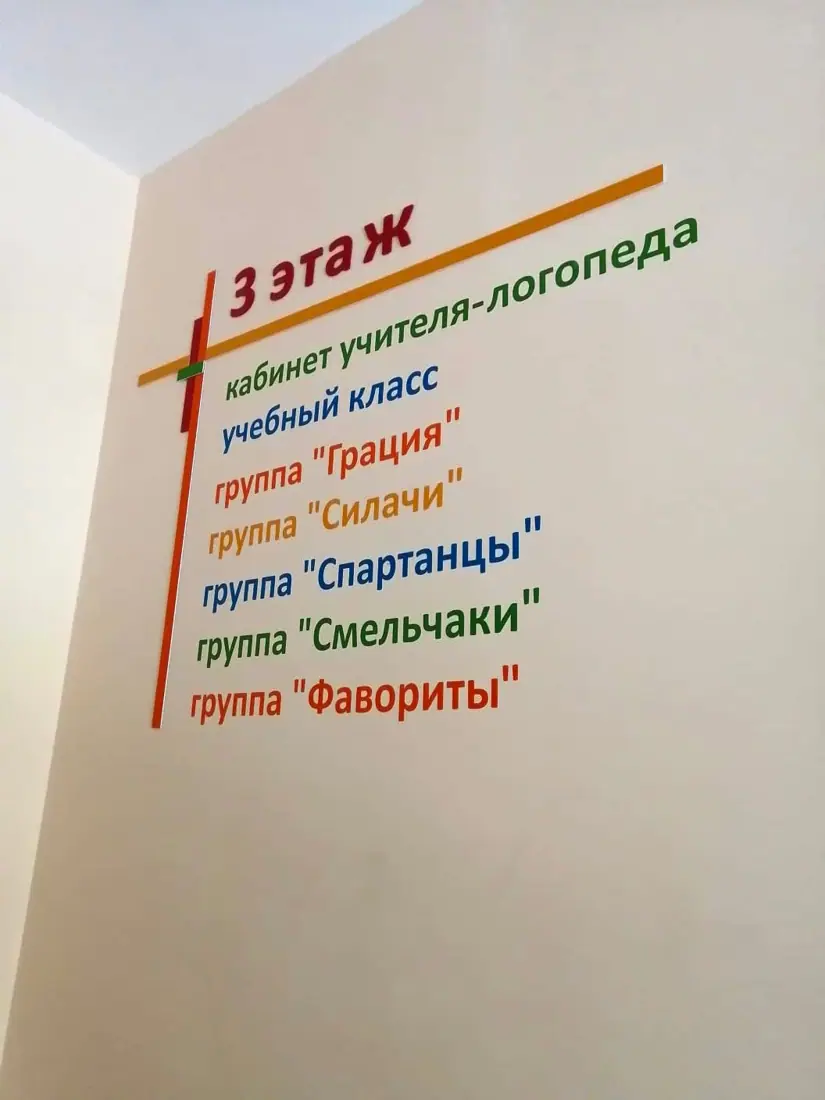 3 этаж
кабинет учителя-логопеда
учебный класс
группа "Грация"
группа "Силачи"
группа "Спартанцы"
группа "Смельчаки"
группа "Фавориты"